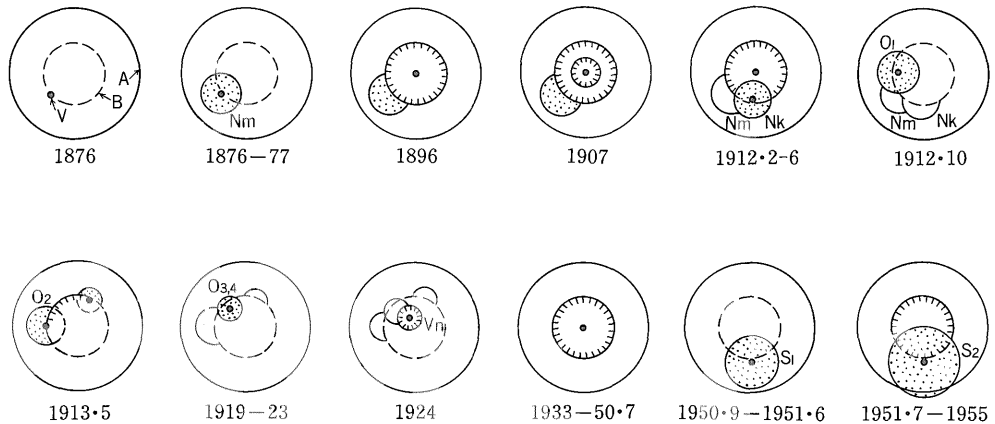 A
B
V
1876
Nm
1876—77
1896
1907
Nm Nk
1912·2-6
O1
Nm Nk
1912·10
O2
1913·5
O3,4
1919—23
Vn
1924
1933—50·7
S1
1950·9—1951·6
S2
1951·7—1955